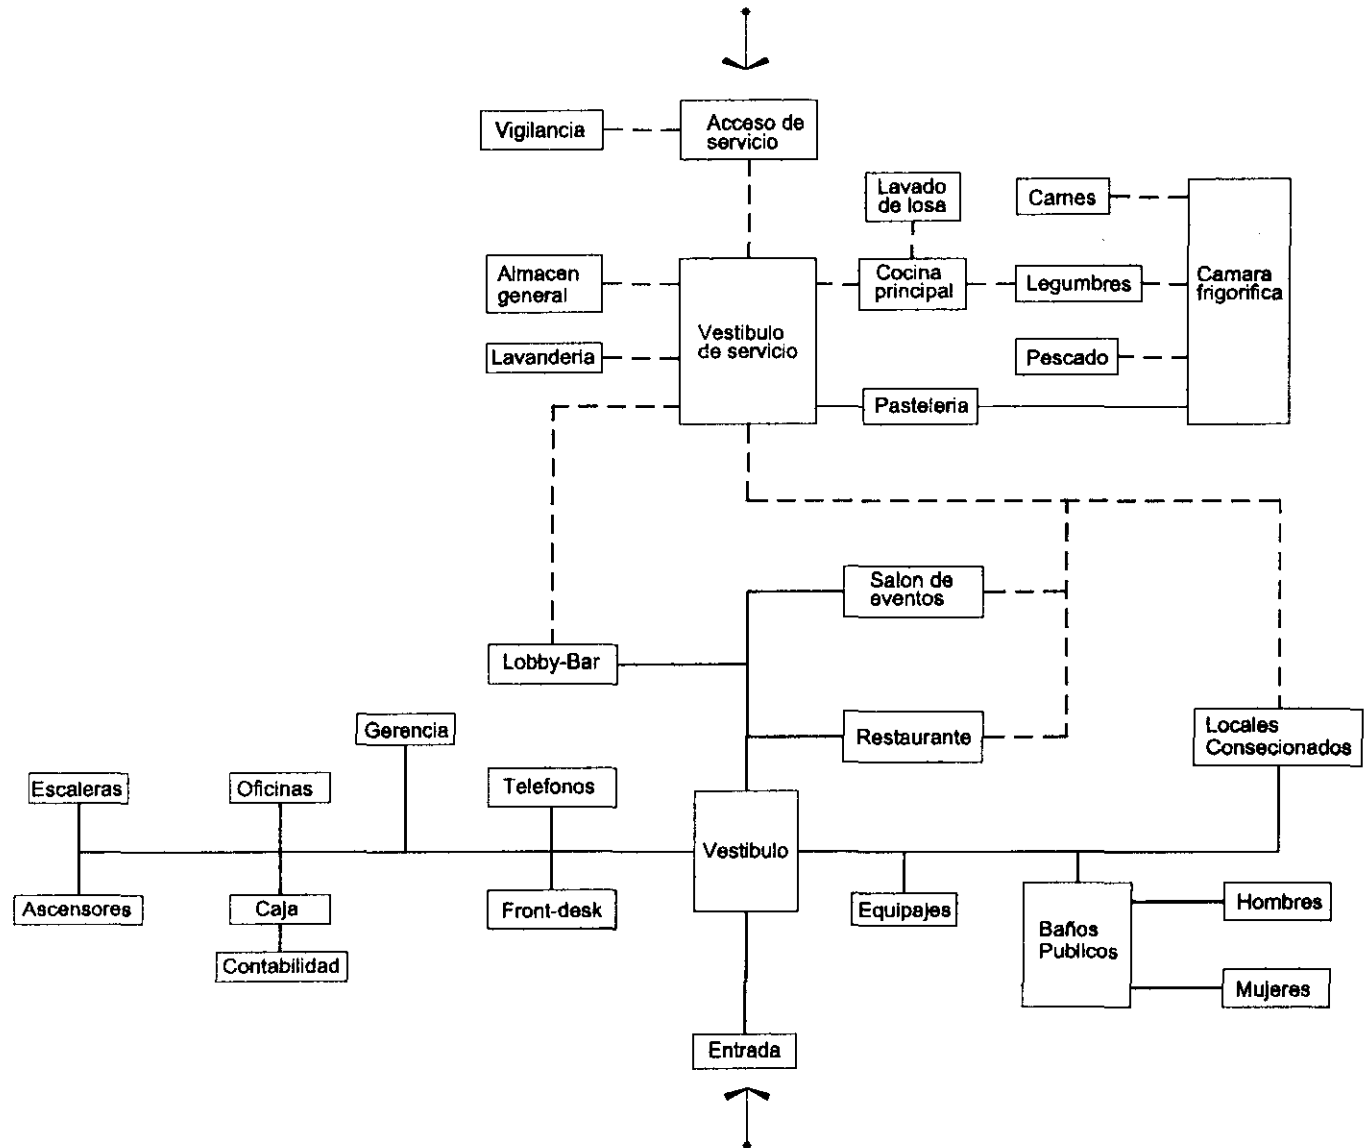 Vigilancia
Acceso de
servicio
Lavado
de losa
Carnes
Almacen
general
Cocina
principal
Legumbres
Camara
frigorifica
Vestibulo
de servicio
Lavanderia
Pescado
Pasteleria
Salon de
eventos
Lobby-Bar
Gerencia
Restaurante
Locales
Consecionados
Escaleras
Oficinas
Telefonos
Vestibulo
Ascensores
Caja
Front-desk
Equipajes
Baños
Publicos
Hombres
Contabilidad
Mujeres
Entrada